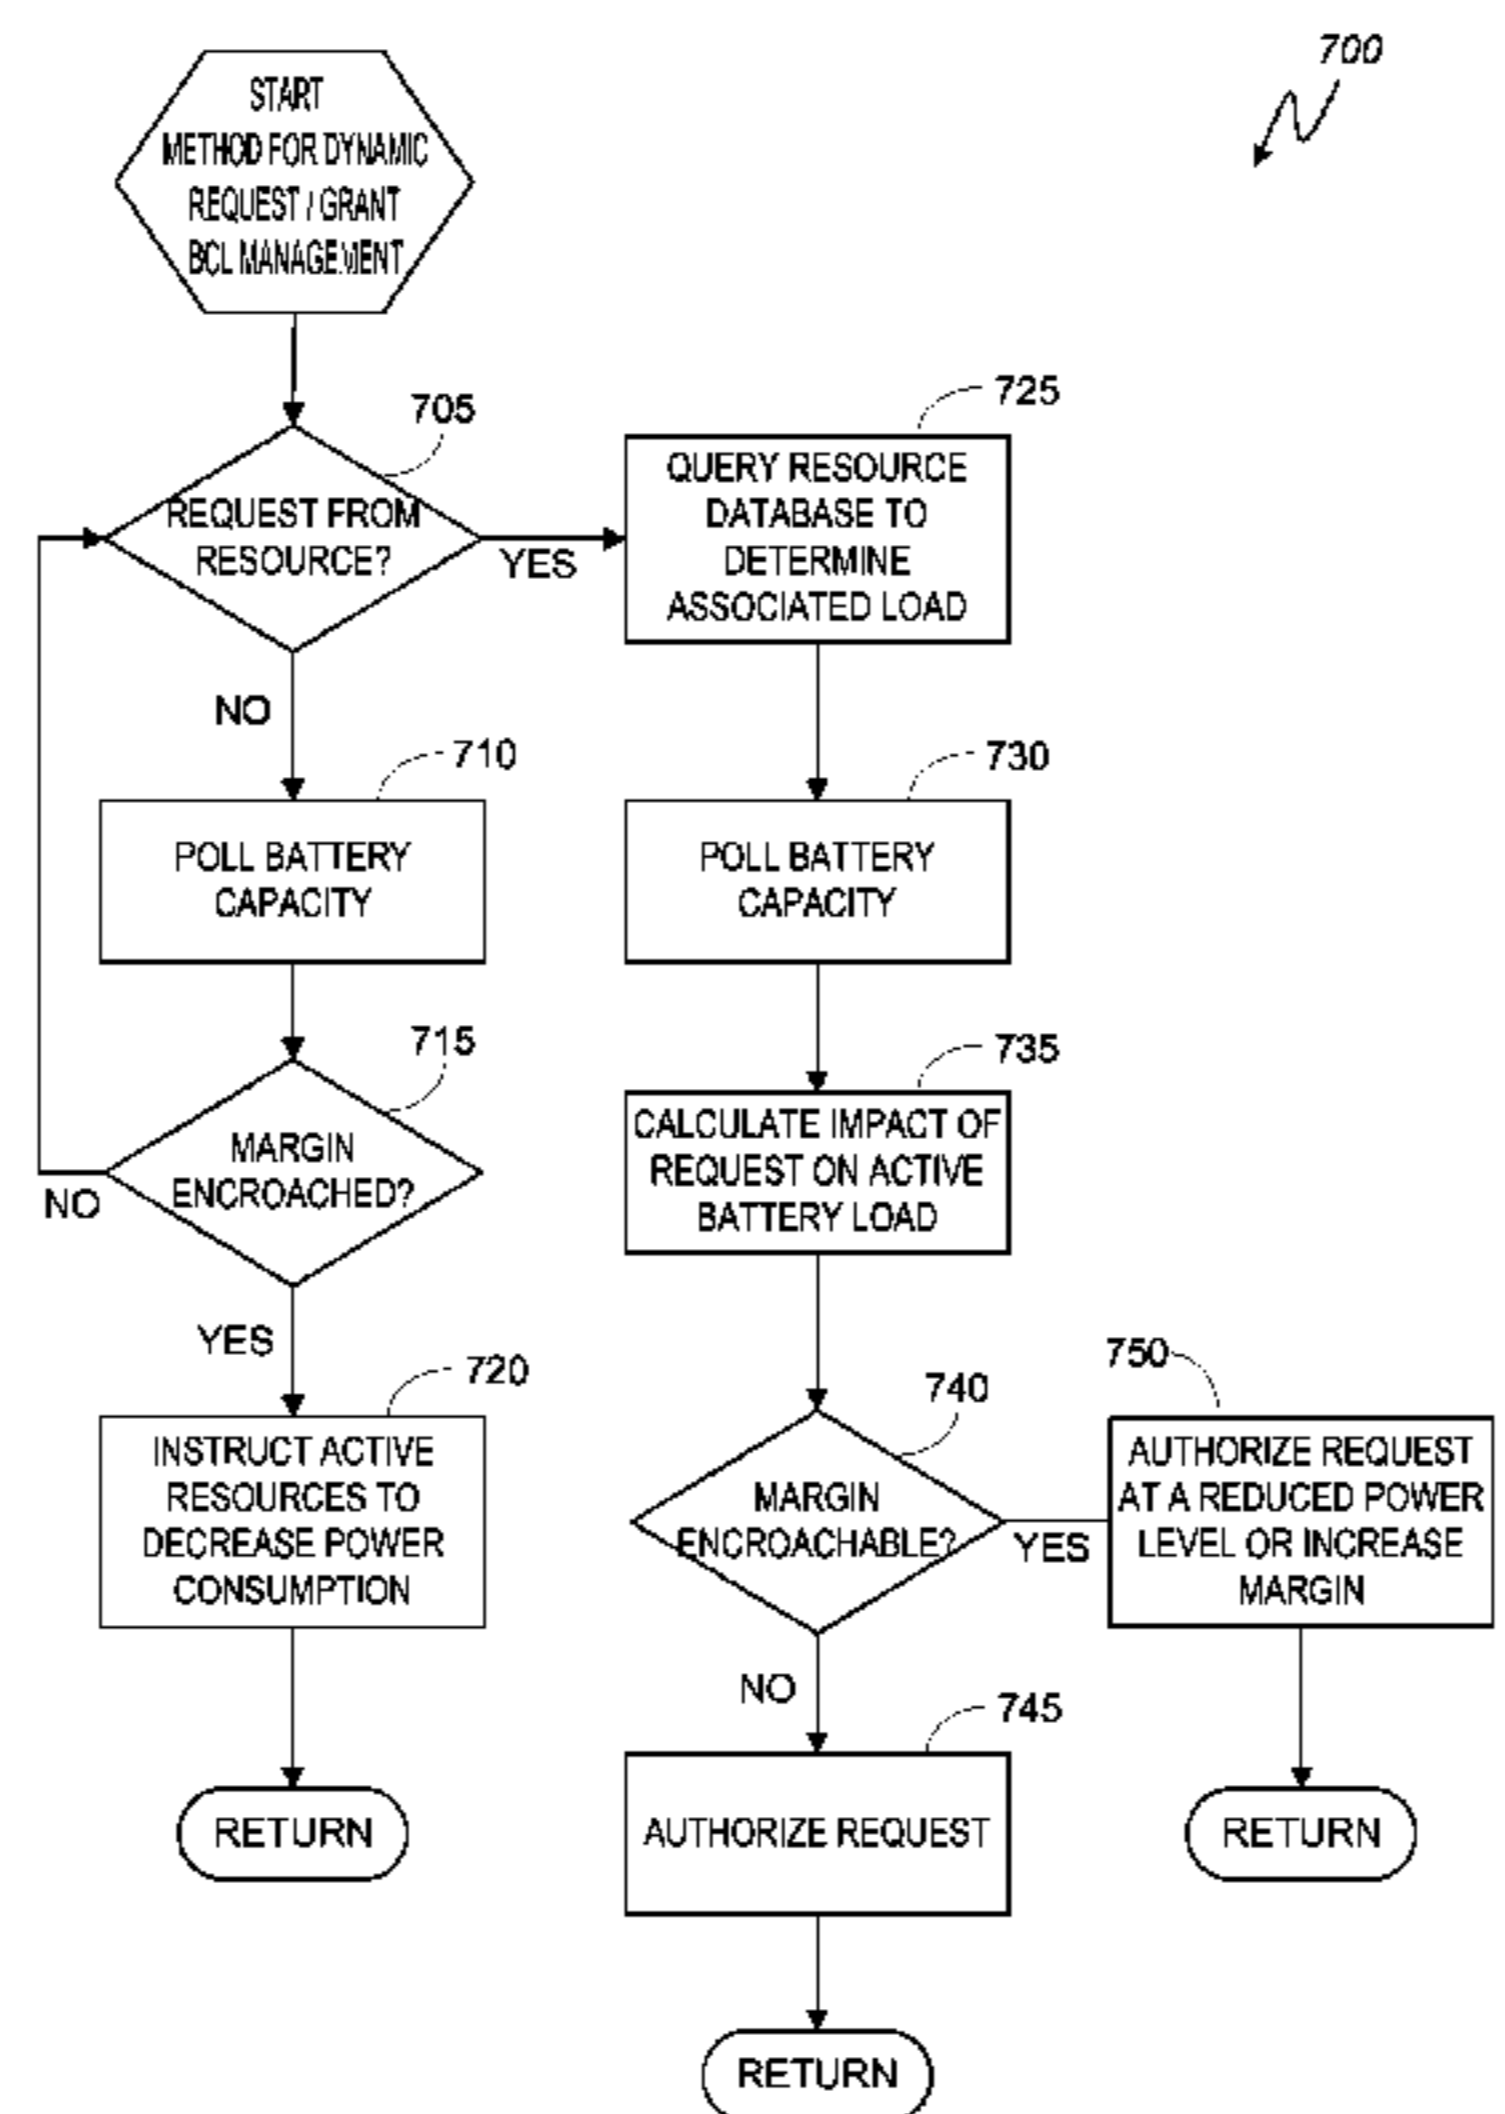 700
START
METHOD FOR DYNAMIC
REQUEST / GRANT
BCL MANAGEMENT
705
REQUEST FROM
RESOURCE?
YES
NO
725
QUERY RESOURCE
DATABASE TO
DETERMINE
ASSOCIATED LOAD
710
POLL BATTERY
CAPACITY
730
POLL BATTERY
CAPACITY
715
MARGIN
ENCROACHED?
NO
YES
735
CALCULATE IMPACT OF
REQUEST ON ACTIVE
BATTERY LOAD
720
INSTRUCT ACTIVE
RESOURCES TO
DECREASE POWER
CONSUMPTION
RETURN
740
MARGIN
ENCROACHABLE?
YES
NO
750
AUTHORIZE REQUEST
AT A REDUCED POWER
LEVEL OR INCREASE
MARGIN
RETURN
745
AUTHORIZE REQUEST
RETURN